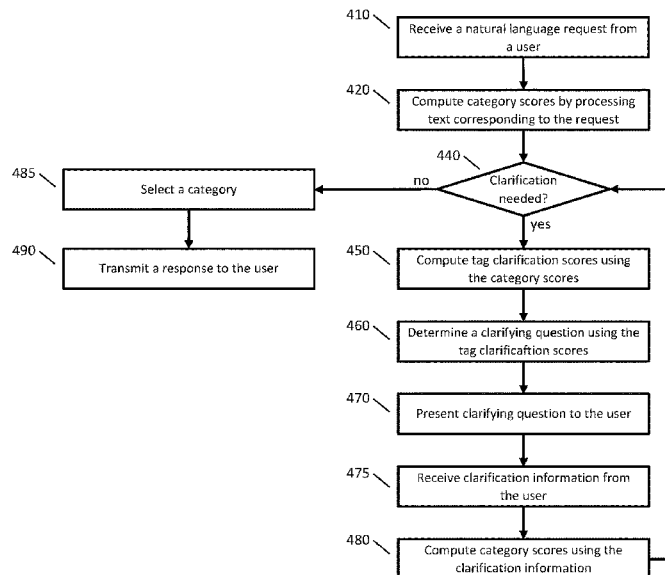 410
Receive a natural language request from
a user
420
Compute category scores by processing
text corresponding to the request
440
Clarification
needed?
no
yes
485
Select a category
490
Transmit a response to the user
450
Compute tag clarification scores using
the category scores
460
Determine a clarifying question using the
tag clarificaftion scores
470
Present clarifying question to the user
475
Receive clarification information from
the user
480
Compute category scores using the
clarification information